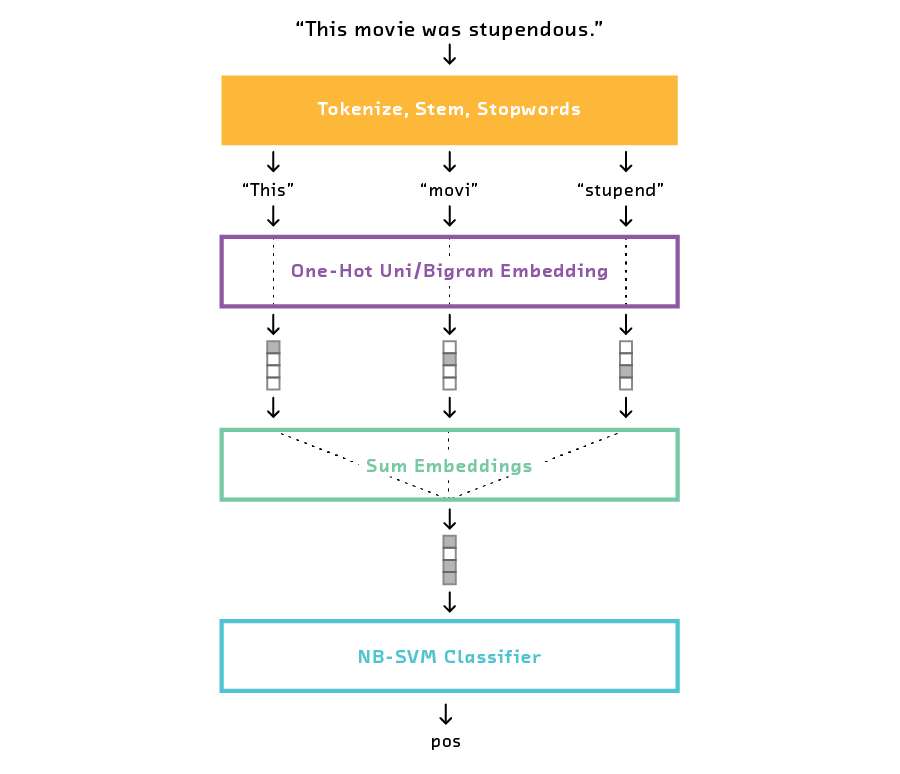 “This movie was stupendous.”
Tokenize, Stem, Stopwords
“This” “movi” “stupend”
One-Hot Uni/Bigram Embedding
Sum Embeddings
NB-SVM Classifier
pos